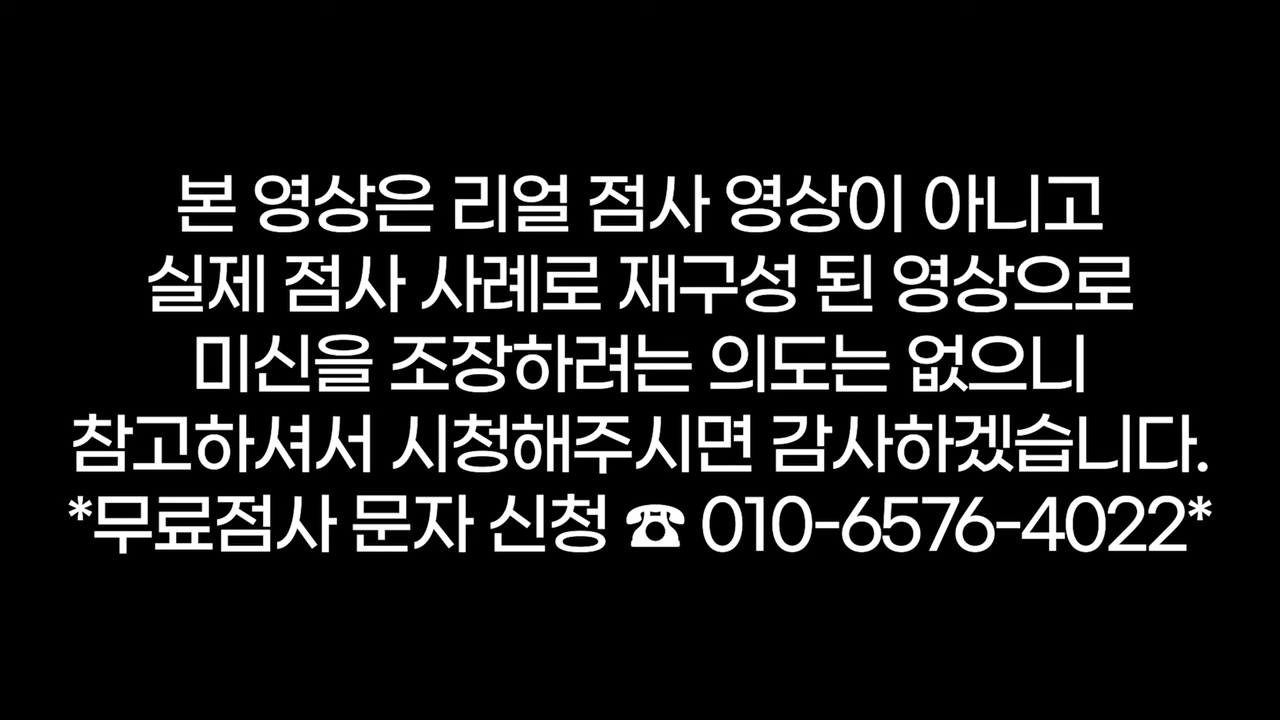 본 영상은 리얼 점사 영상이 아니고
실제 점사 사례로 재구성 된 영상으로
미신을 조장하려는 의도는 없으니
참고하셔서 시청해주시면 감사하겠습니다.
*무료점사 문자 신청 ☎ 010-6576-4022*